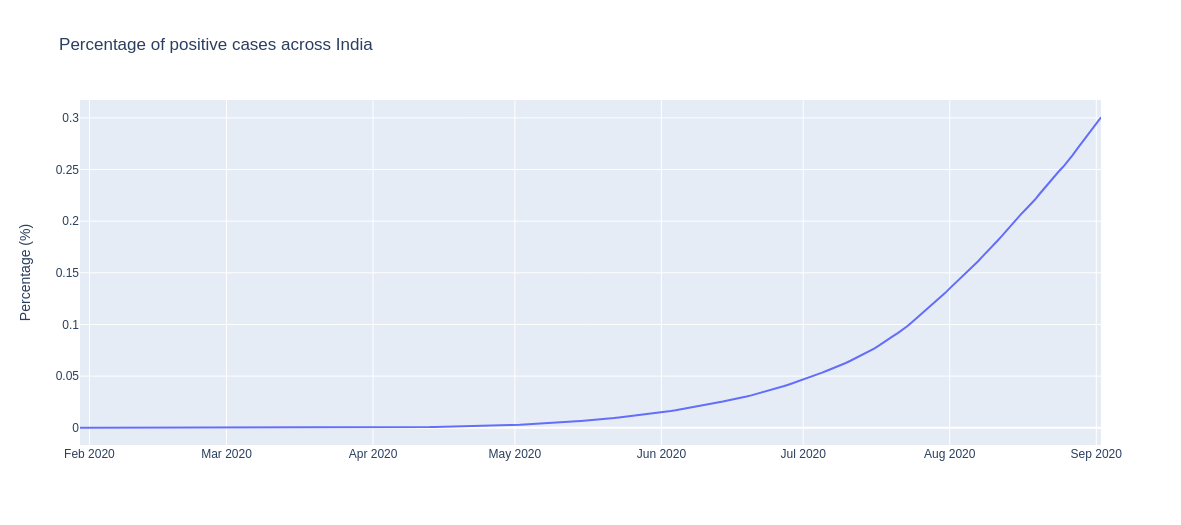 Percentage of positive cases across India
Percentage (%)
0.3
0.25
0.2
0.15
0.1
0.05
0
Feb 2020 Mar 2020 Apr 2020 May 2020 Jun 2020 Jul 2020 Aug 2020 Sep 2020